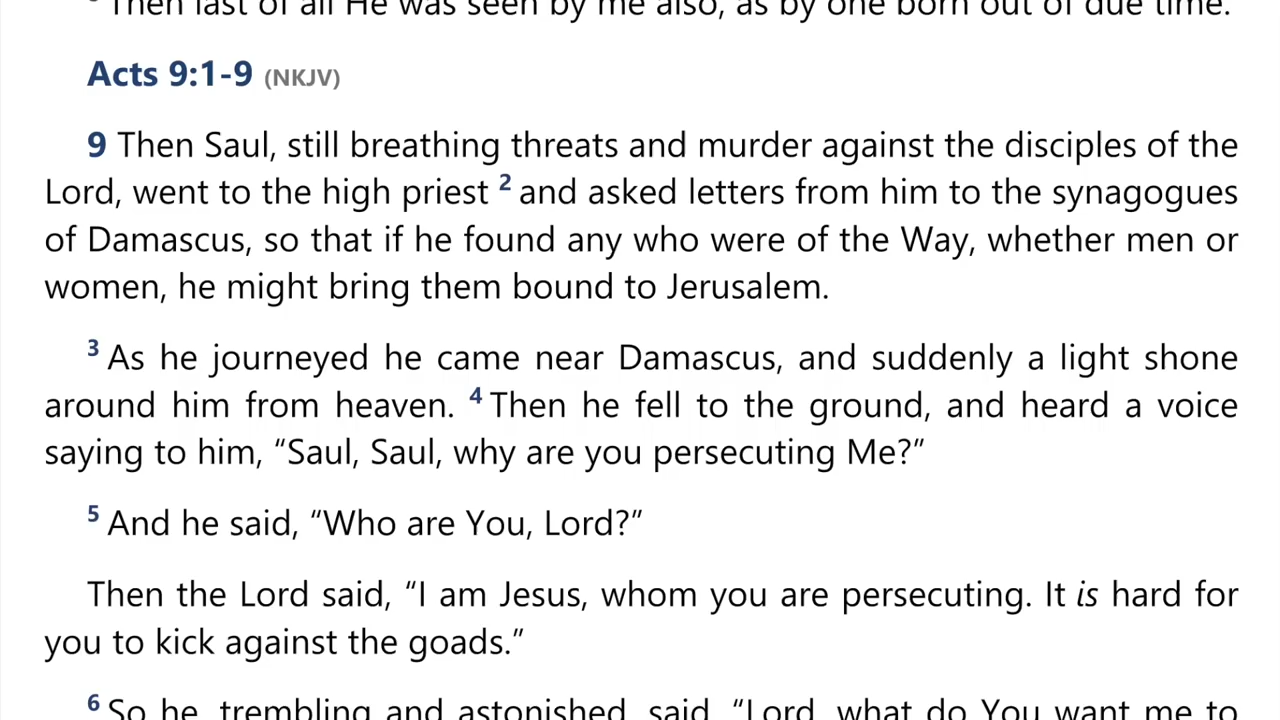 Then last of all He was seen by me also, as by one born out of due time.
Acts 9:1-9 (NKJV)
9 Then Saul, still breathing threats and murder against the disciples of the
Lord, went to the high priest 2 and asked letters from him to the synagogues
of Damascus, so that if he found any who were of the Way, whether men or
women, he might bring them bound to Jerusalem.
3 As he journeyed he came near Damascus, and suddenly a light shone
around him from heaven. 4 Then he fell to the ground, and heard a voice
saying to him, “Saul, Saul, why are you persecuting Me?”
5 And he said, “Who are You, Lord?”
Then the Lord said, “I am Jesus, whom you are persecuting. It is hard for
you to kick against the goads.”
6 So he, trembling and astonished, said, “Lord, what do You want me to